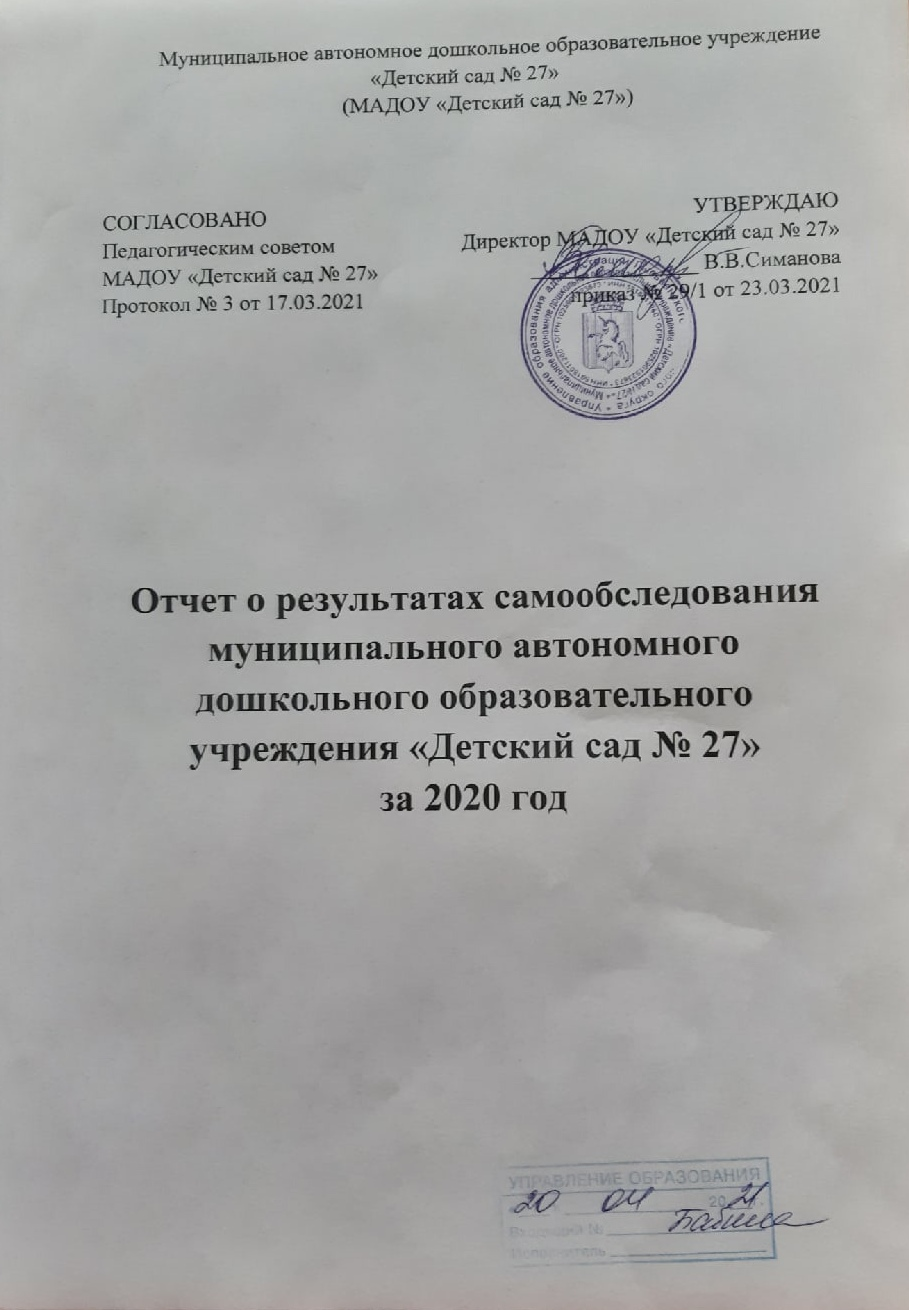 Муниципальное автономное дошкольное образовательное учреждение
«Детский сад № 27»
(МАДОУ «Детский сад № 27»)
СОГЛАСОВАНО
Педагогическим советом
МАДОУ «Детский сад № 27»
Протокол № 3 от 17.03.2021
УТВЕРЖДАЮ
Директор МАДОУ «Детский сад № 27»
В.В.Симанова
приказ № 29/1 от 23.03.2021
Отчет о результатах самообследования
муниципального автономного
дошкольного образовательного
учреждения «Детский сад № 27»
за 2020 год
УПРАВЛЕНИЕ ОБРАЗОВАНИЯ
20 04 2021 г.
Входящий №
Исполнитель